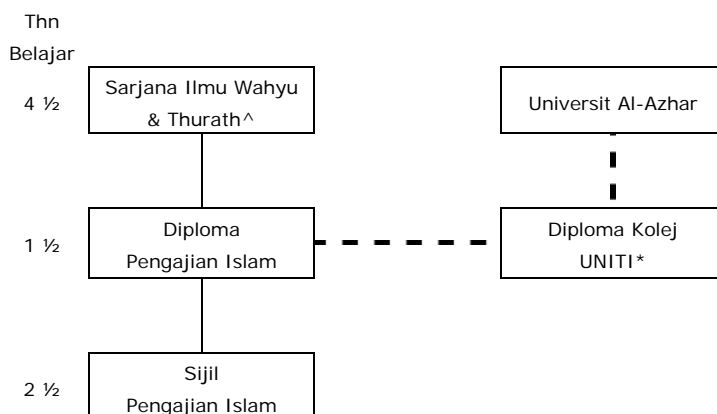 Thn
Belajar
4 ½
Sarjana Ilmu Wahyu
& Thurath^
Universit Al-Azhar
1 ½
Diploma
Pengajian Islam
Diploma Kolej
UNITI*
2 ½
Sijil
Pengajian Islam